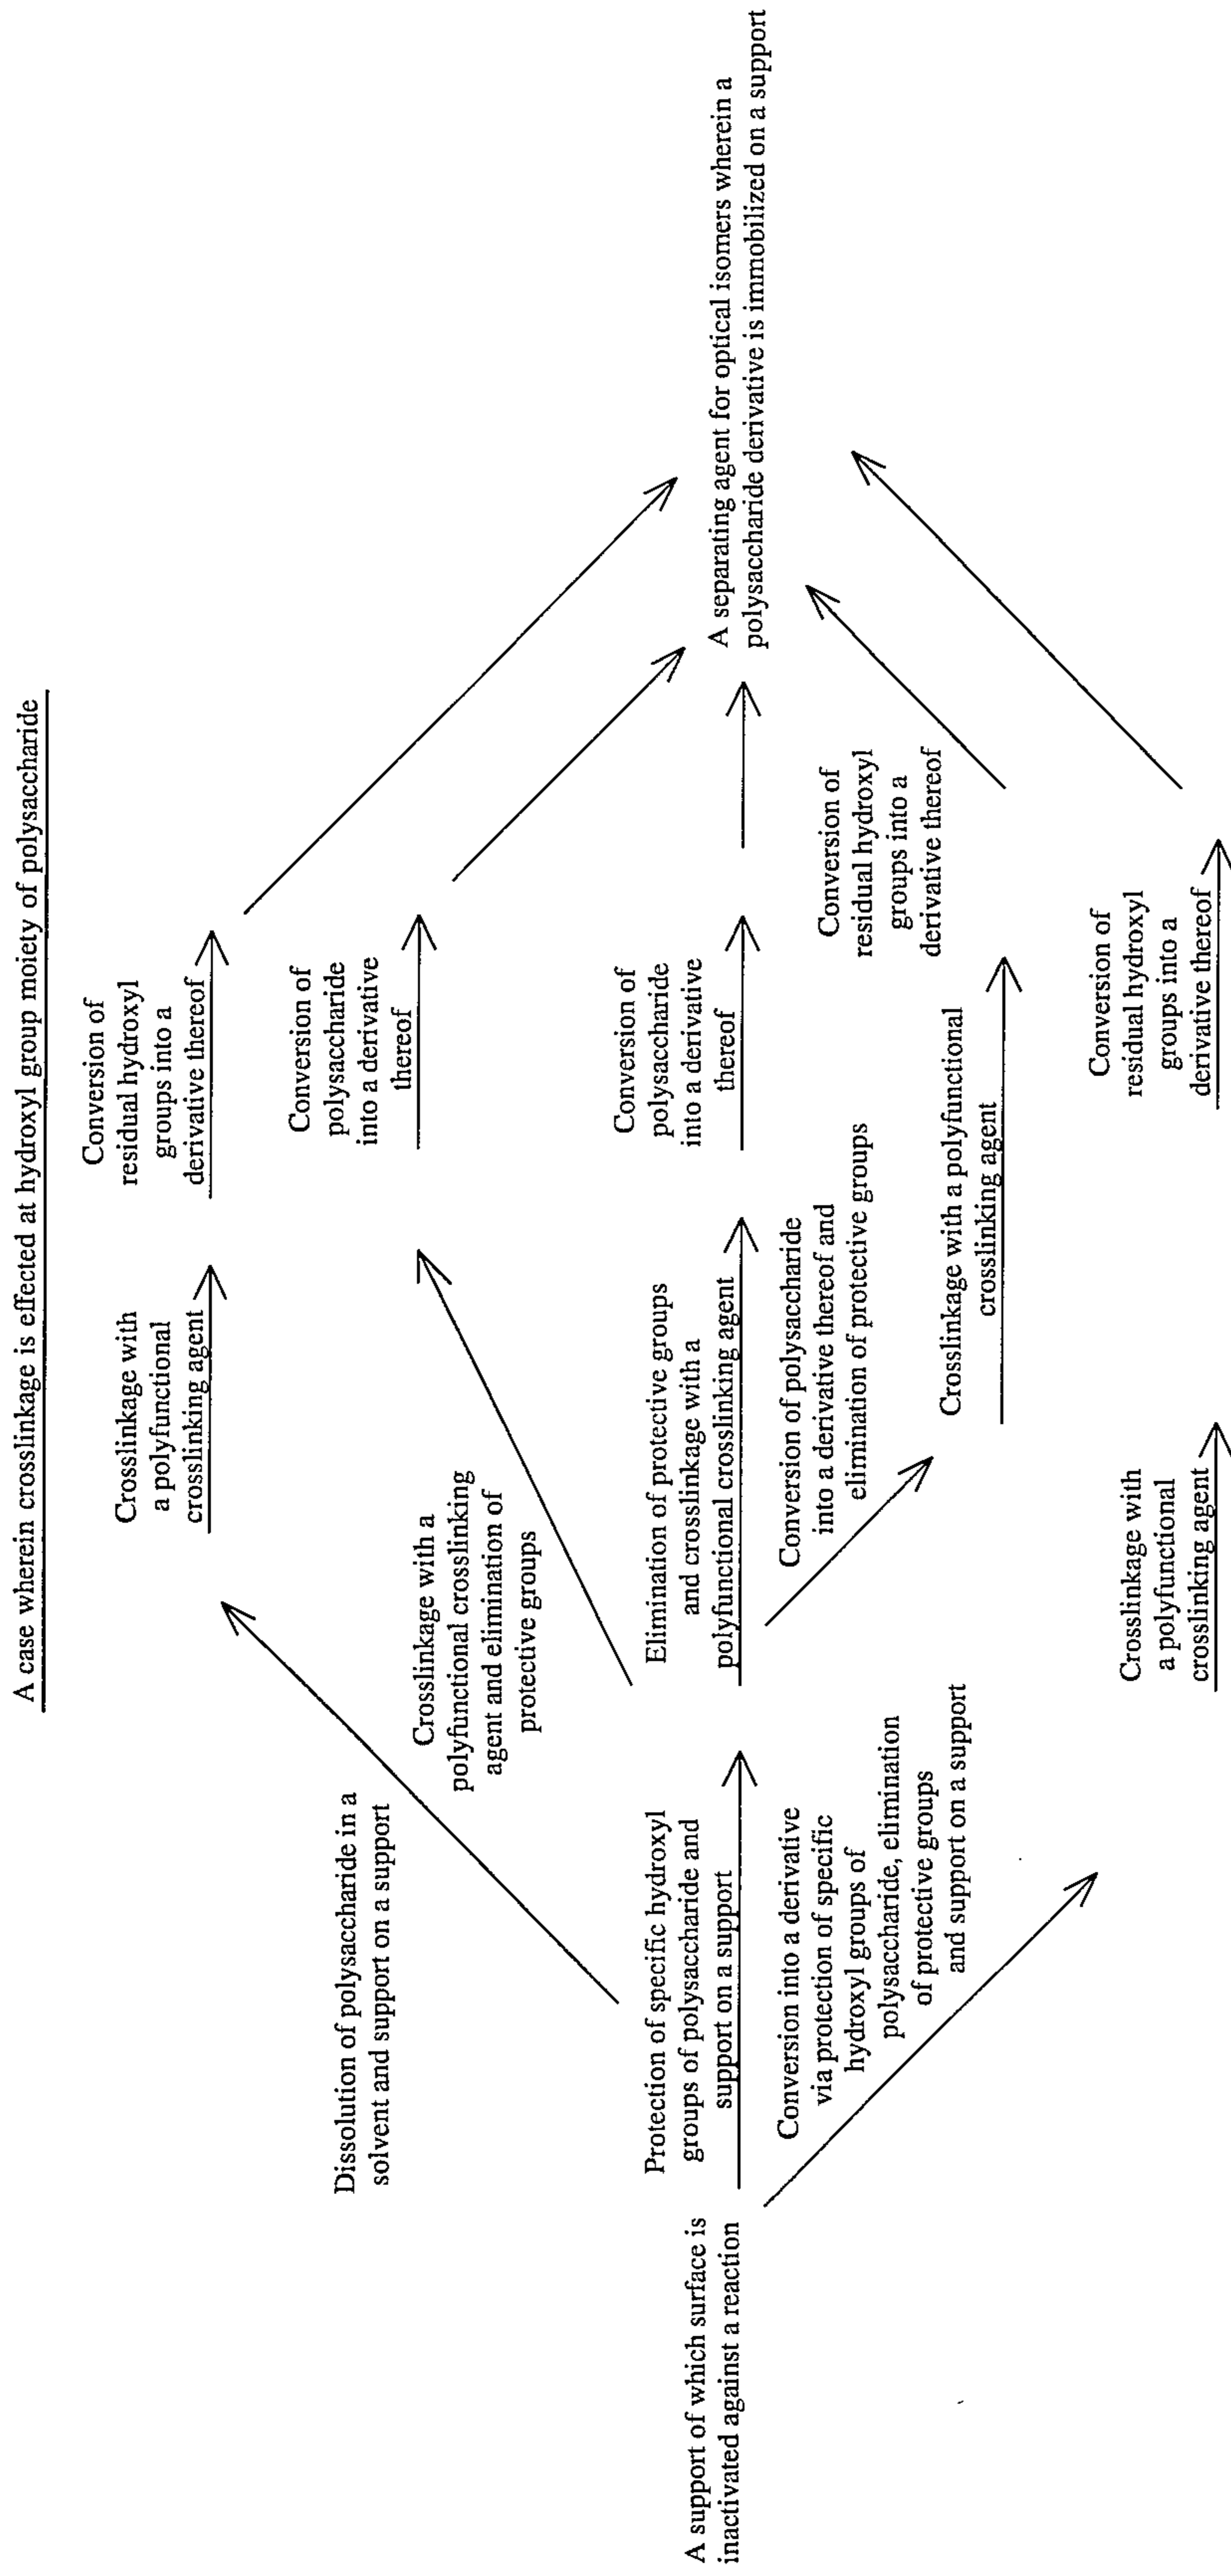 A case wherein crosslinkage is effected at hydroxyl group moiety of polysaccharide
Dissolution of polysaccharide in a
solvent and support on a support
Crosslinkage with
a polyfunctional
crosslinking agent
Conversion of
residual hydroxyl
groups into a
derivative thereof
Crosslinkage with a
polyfunctional crosslinking
agent and elimination of
protective groups
Conversion of
polysaccharide
into a derivative
thereof
A support of which surface is
inactivated against a reaction
Protection of specific hydroxyl
groups of polysaccharide and
support on a support
Elimination of protective groups
and crosslinkage with a
polyfunctional crosslinking agent
Conversion of
polysaccharide
into a derivative
thereof
A separating agent for optical isomers wherein a
polysaccharide derivative is immobilized on a support
Conversion of polysaccharide
into a derivative thereof and
elimination of protective groups
Crosslinkage with a polyfunctional
crosslinking agent
Conversion of
residual hydroxyl
groups into a
derivative thereof
Conversion into a derivative
via protection of specific
hydroxyl groups of
polysaccharide, elimination
of protective groups
and support on a support
Crosslinkage with
a polyfunctional
crosslinking agent
Conversion of
residual hydroxyl
groups into a
derivative thereof